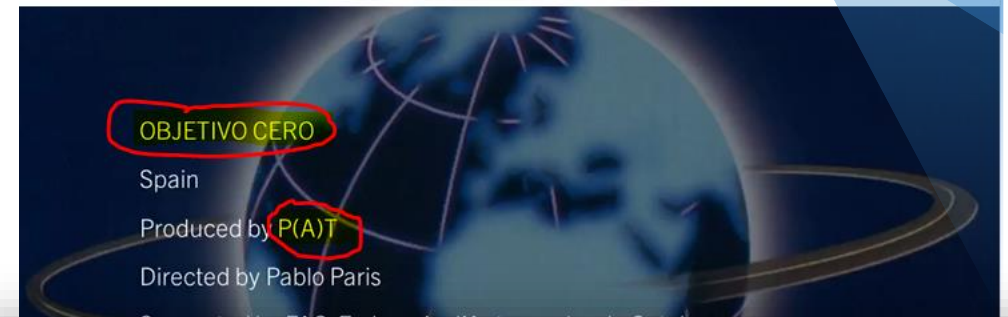 OBJETIVO CERO
Spain
Produced by P(A)T
Directed by Pablo Paris